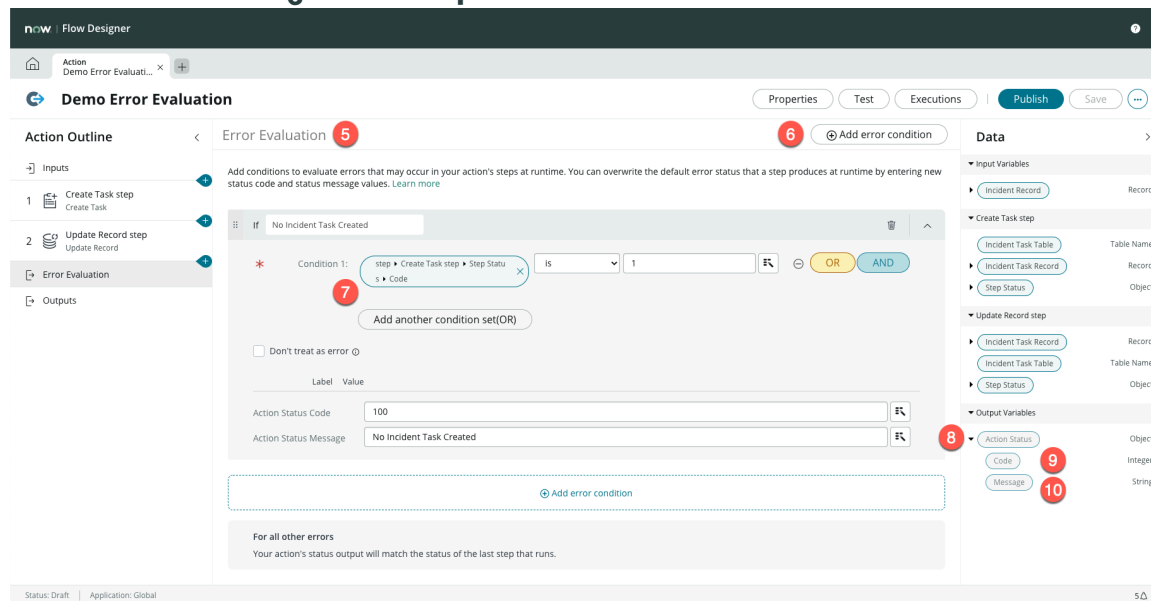 now. | Flow Designer
Action
Demo Error Evaluati... ×
Demo Error Evaluation
Properties
Test
Executions
Publish
Save
Action Outline
Inputs
1 Create Task step
Create Task
2 Update Record step
Update Record
Error Evaluation
Outputs
Error Evaluation 5
6 Add error condition
Add conditions to evaluate errors that may occur in your action's steps at runtime. You can overwrite the default error status that a step produces at runtime by entering new
status code and status message values. Learn more
If No Incident Task Created
* Condition 1: step ▸ Create Task step ▸ Step Statu
s ▸ Code
is 1 OR AND
7
Add another condition set(OR)
Don't treat as error
Label Value
Action Status Code 100
Action Status Message No Incident Task Created
Add error condition
For all other errors
Your action's status output will match the status of the last step that runs.
Data
Input Variables
Incident Record Record
Create Task step
Incident Task Table Table Name
Incident Task Record Record
Step Status Object
Update Record step
Incident Task Record Record
Incident Task Table Table Name
Step Status Object
Output Variables
8 Action Status Object
Code 9 Integer
Message 10 String
Status: Draft | Application: Global
5